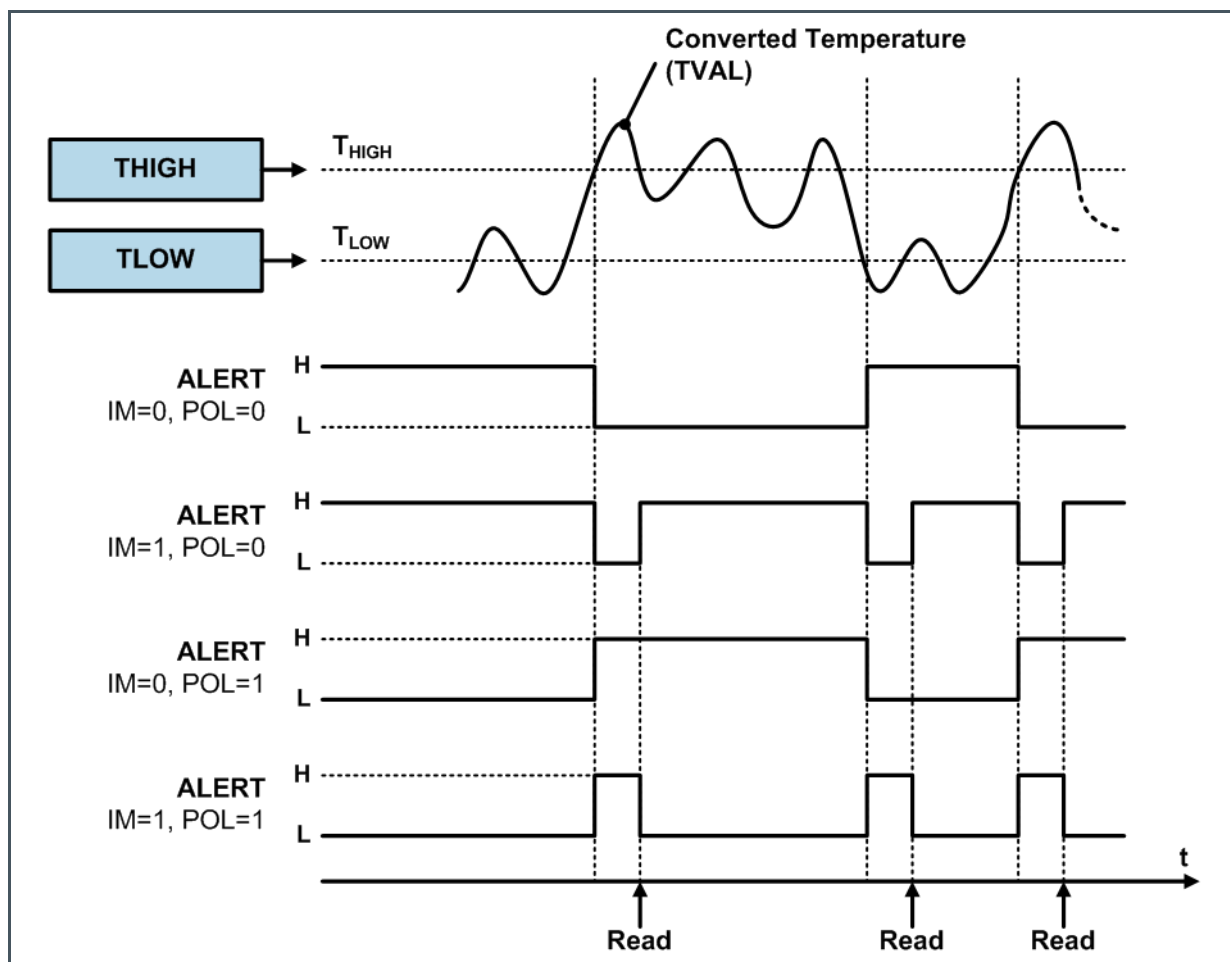 Converted Temperature
(TVAL)
THIGH
THIGH
TLOW
TLOW
H
ALERT
IM=0, POL=0
L
H
ALERT
IM=1, POL=0
L
H
ALERT
IM=0, POL=1
L
H
ALERT
IM=1, POL=1
L
t
Read
Read
Read